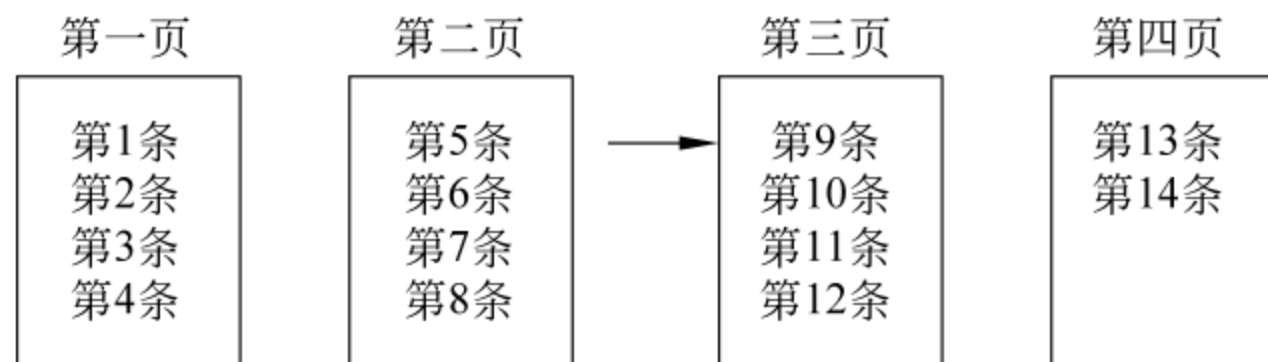 第一页
第1条
第2条
第3条
第4条
第二页
第5条
第6条
第7条
第8条
第三页
第9条
第10条
第11条
第12条
第四页
第13条
第14条